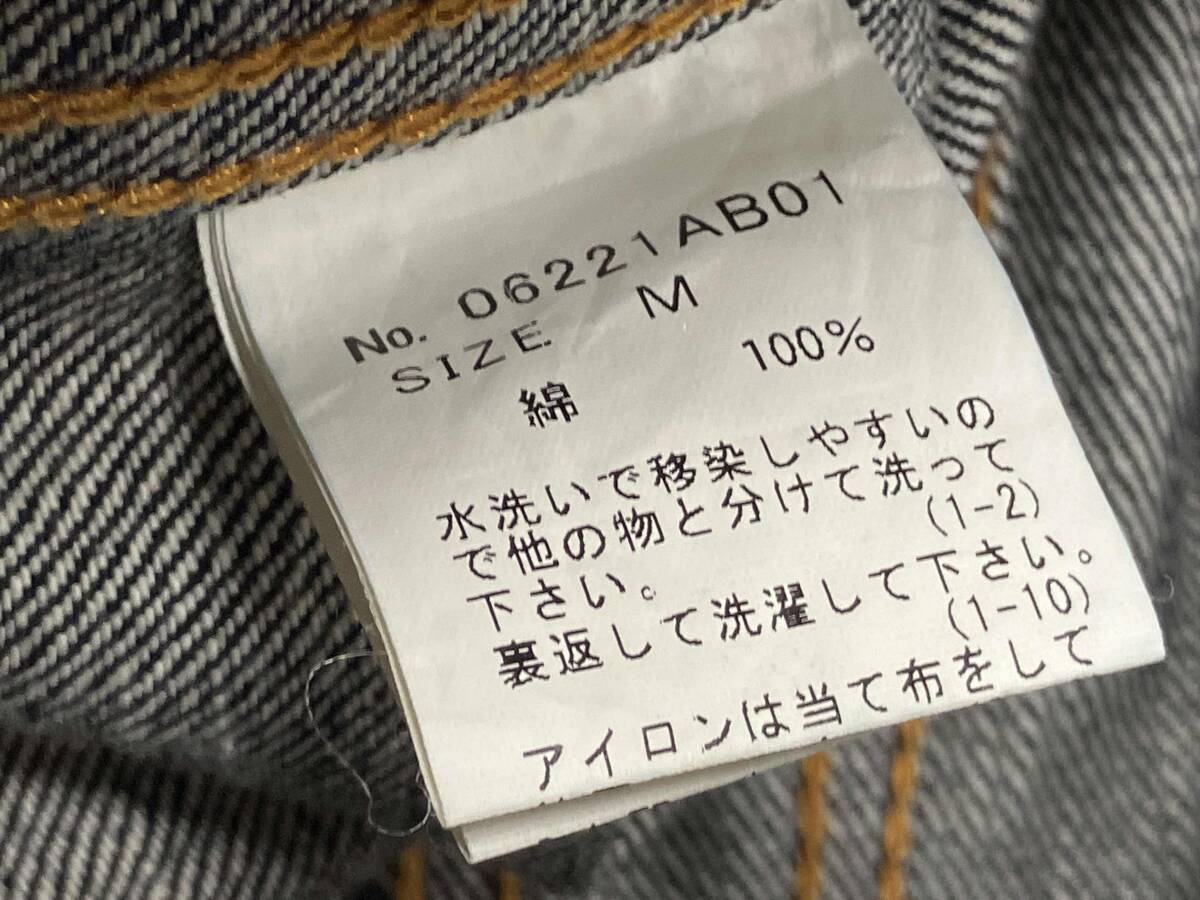 No. 06221AB01
SIZE M
綿 100%
水洗いで移染しやすいの
で他の物と分けて洗って
下さい。 (1-2)
裏返して洗濯して下さい。
(1-10)
アイロンは当て布をして